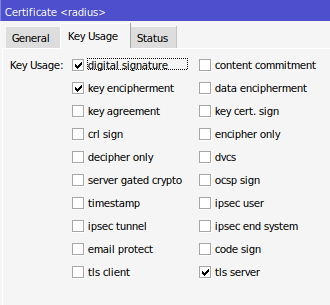 Certificate <radius>
General Key Usage Status
Key Usage: digital signature content commitment
key encipherment data encipherment
key agreement key cert. sign
crl sign encipher only
decipher only dvcs
server gated crypto ocsp sign
timestamp ipsec user
ipsec tunnel ipsec end system
email protect code sign
tls client tls server